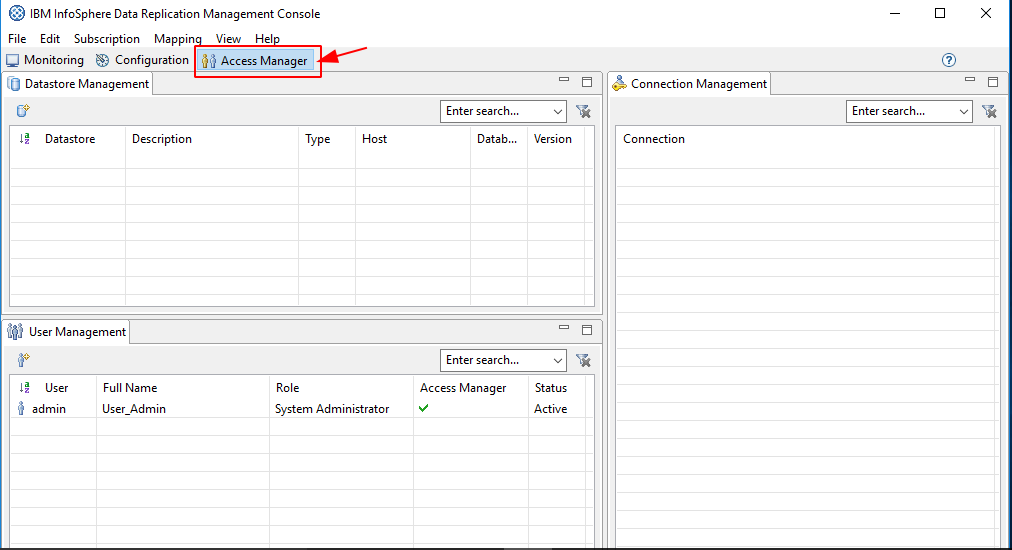 IBM InfoSphere Data Replication Management Console
File Edit Subscription Mapping View Help
Monitoring Configuration Access Manager
Datastore Management
Enter search...
Datastore Description Type Host Datab... Version
User Management
Enter search...
User Full Name Role Access Manager Status
admin User_Admin System Administrator Active
Connection Management
Enter search...
Connection